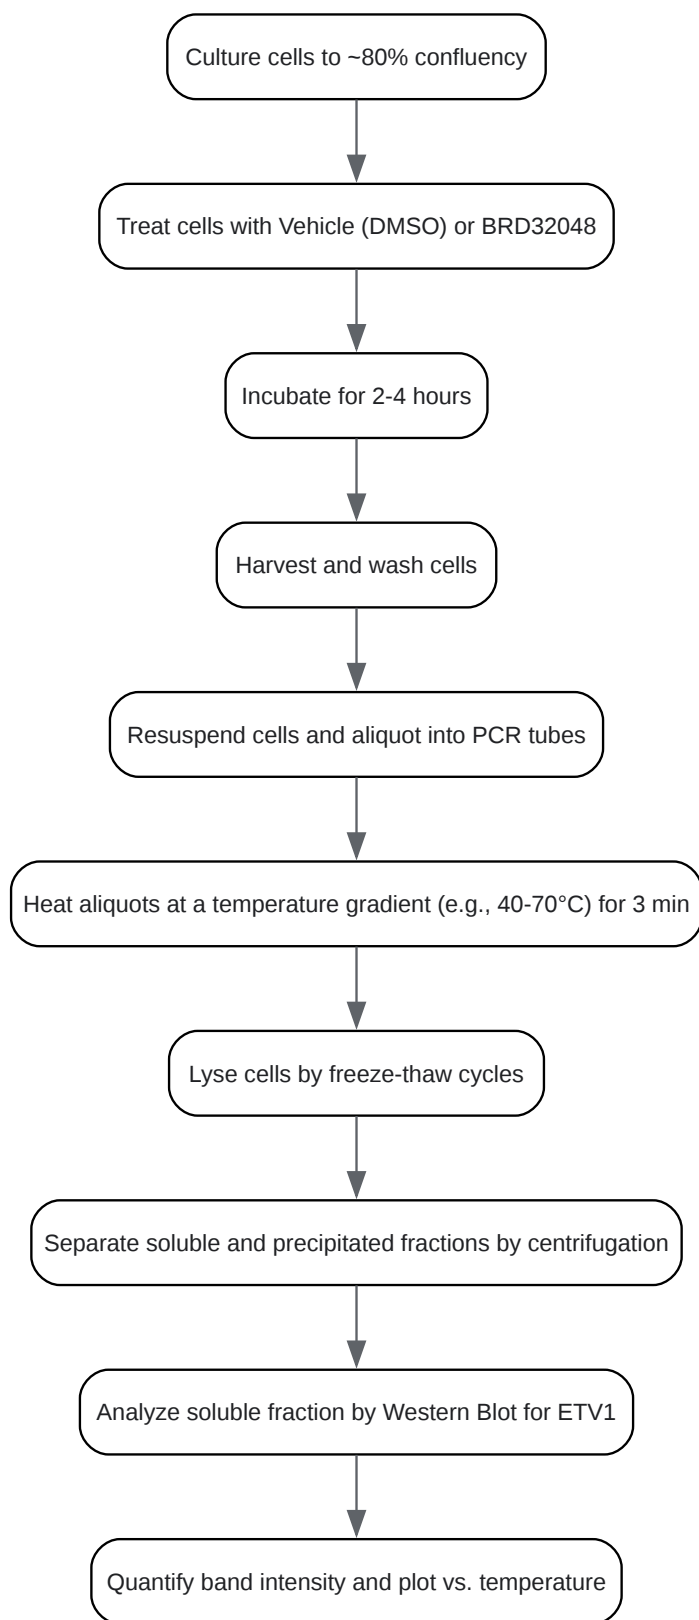 Culture cells to ~80% confluency
Treat cells with Vehicle (DMSO) or BRD32048
Incubate for 2-4 hours
Harvest and wash cells
Resuspend cells and aliquot into PCR tubes
Heat aliquots at a temperature gradient (e.g., 40-70°C) for 3 min
Lyse cells by freeze-thaw cycles
Separate soluble and precipitated fractions by centrifugation
Analyze soluble fraction by Western Blot for ETV1
Quantify band intensity and plot vs. temperature